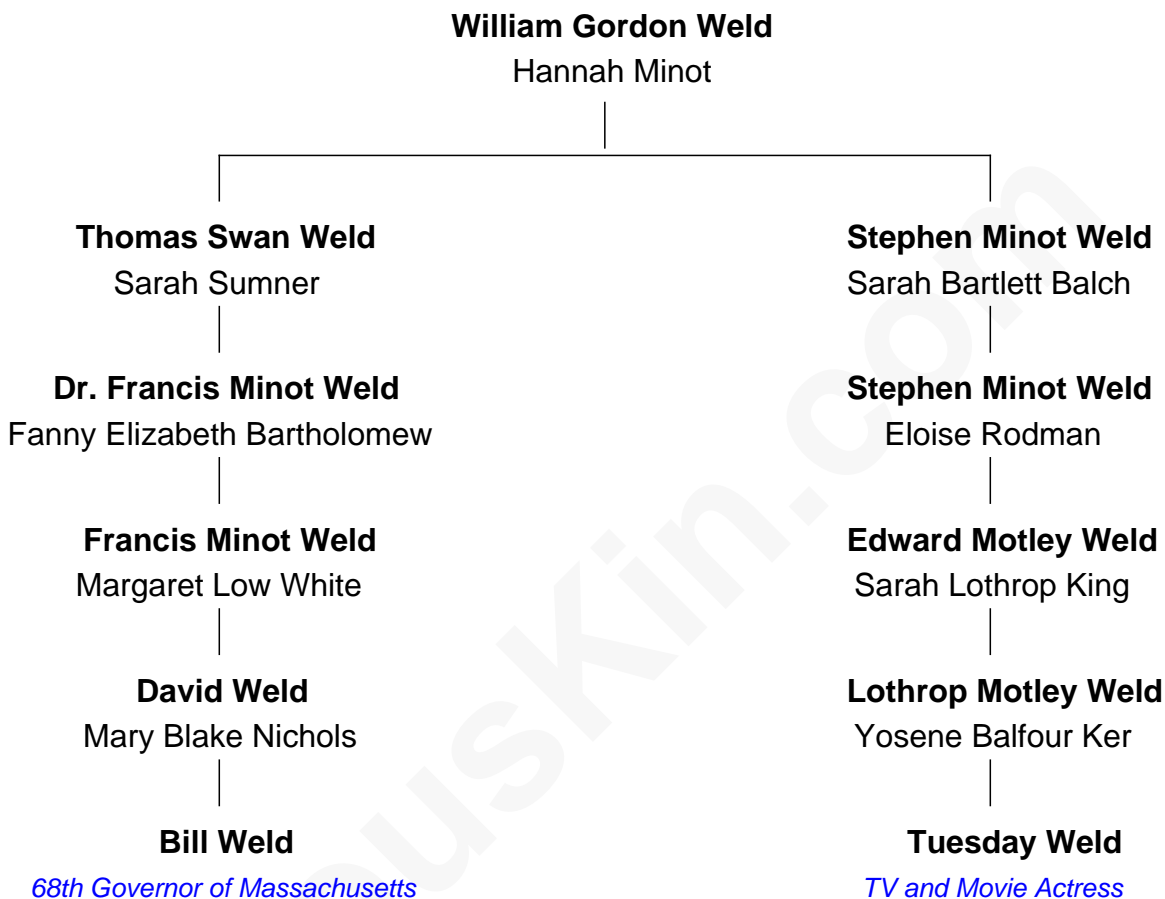 William Gordon Weld
Hannah Minot
Thomas Swan Weld
Sarah Sumner
Stephen Minot Weld
Sarah Bartlett Balch
Dr. Francis Minot Weld
Fanny Elizabeth Bartholomew
Stephen Minot Weld
Eloise Rodman
Francis Minot Weld
Margaret Low White
Edward Motley Weld
Sarah Lothrop King
David Weld
Mary Blake Nichols
Lothrop Motley Weld
Yosene Balfour Ker
Bill Weld
68th Governor of Massachusetts
Tuesday Weld
TV and Movie Actress
ousKin.com